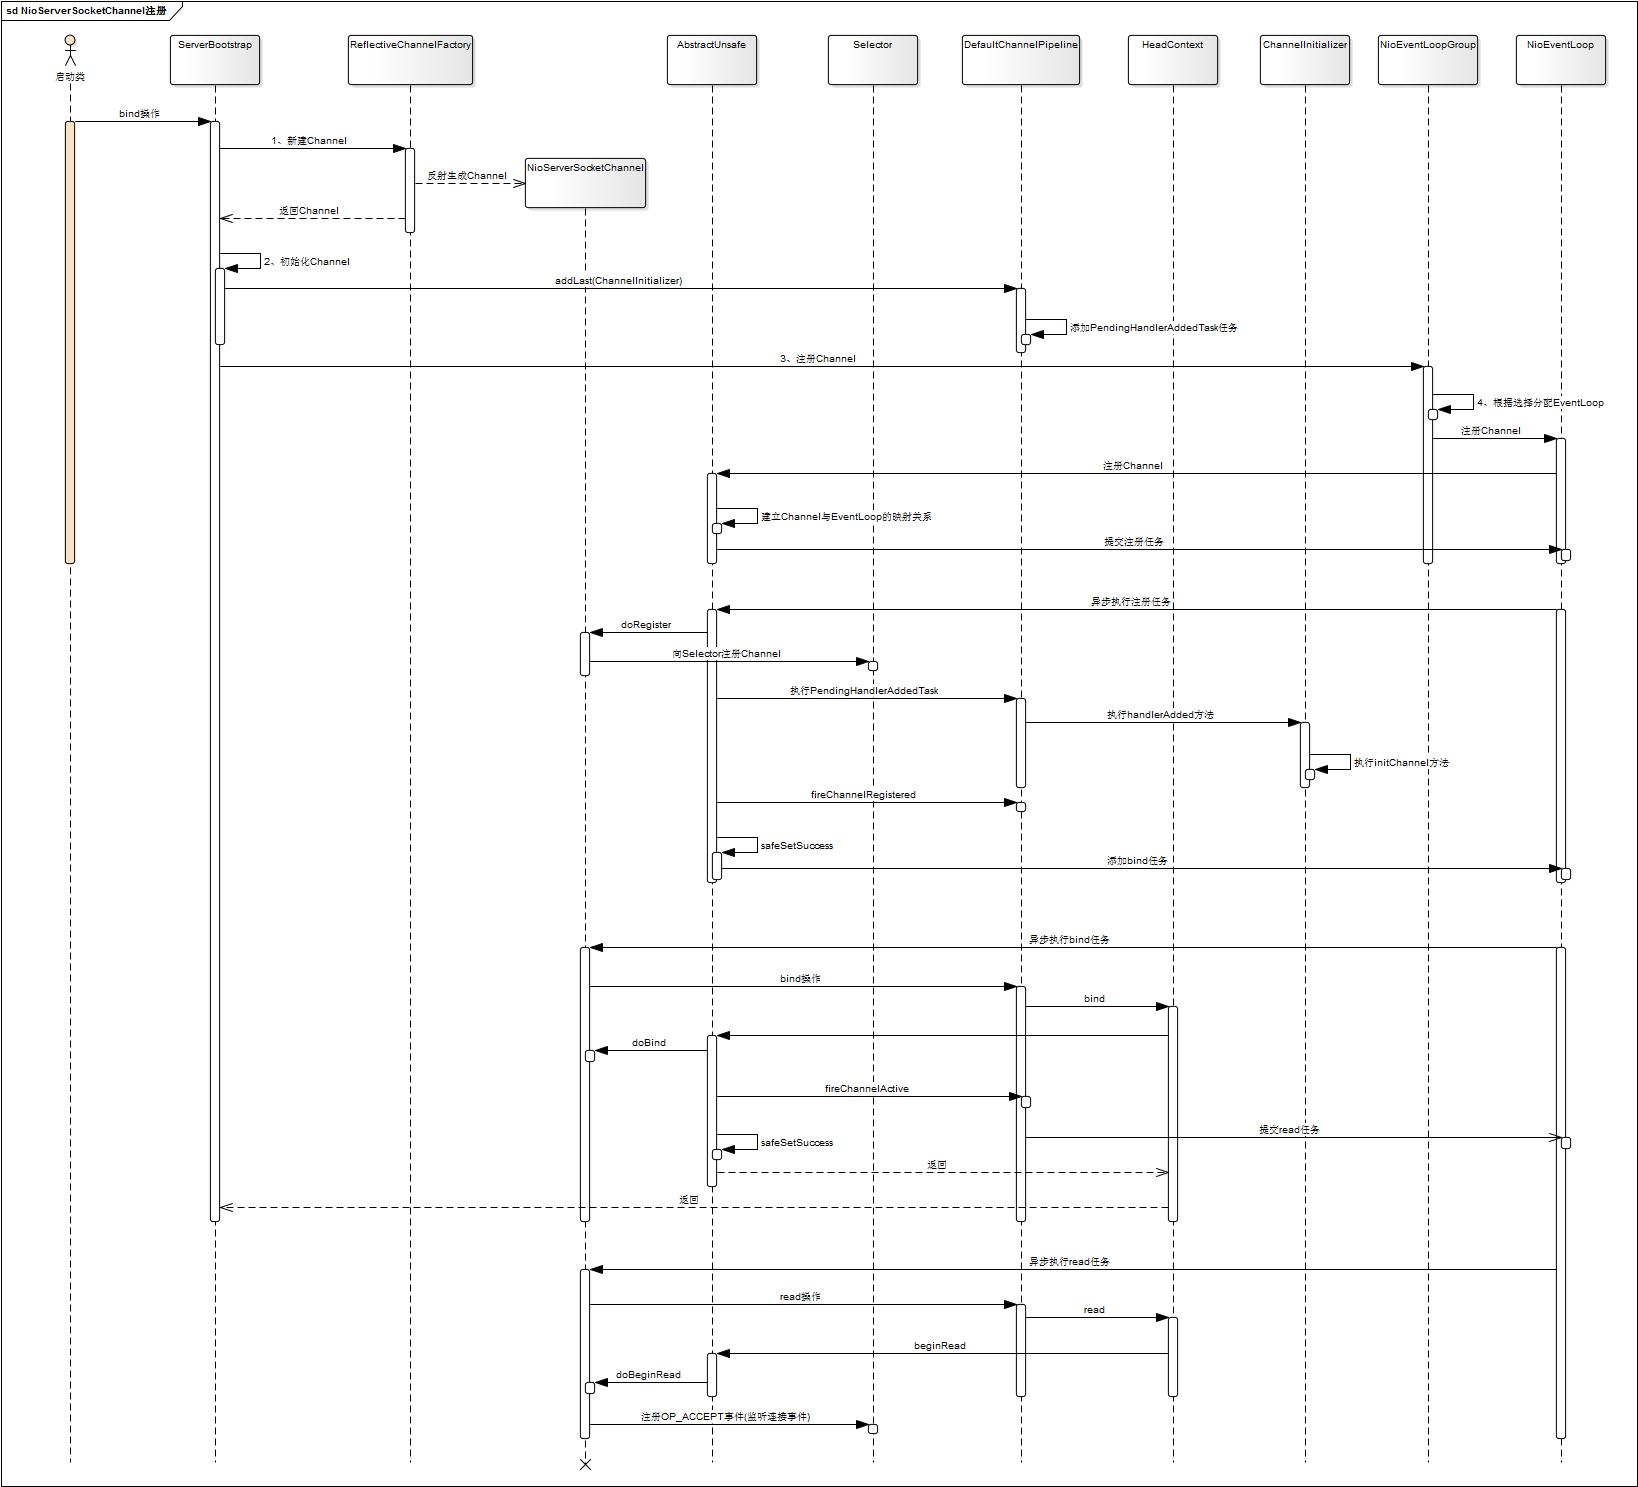 sd NioServerSocketChannel注册
启动类
ServerBootstrap
ReflectiveChannelFactory
AbstractUnsafe
Selector
DefaultChannelPipeline
HeadContext
ChannelInitializer
NioEventLoopGroup
NioEventLoop
bind操作
1、新建Channel
NioServerSocketChannel
反射生成Channel
返回Channel
2、初始化Channel
addLast(ChannelInitializer)
添加PendingHandlerAddedTask任务
3、注册Channel
4、根据选择分配EventLoop
注册Channel
注册Channel
建立Channel与EventLoop的映射关系
提交注册任务
异步执行注册任务
doRegister
向Selector注册Channel
执行PendingHandlerAddedTask
执行handlerAdded方法
执行initChannel方法
fireChannelRegistered
safeSetSuccess
添加bind任务
异步执行bind任务
bind操作
bind
doBind
fireChannelActive
提交read任务
safeSetSuccess
返回
返回
异步执行read任务
read操作
read
beginRead
doBeginRead
注册OP_ACCEPT事件(监听连接事件)